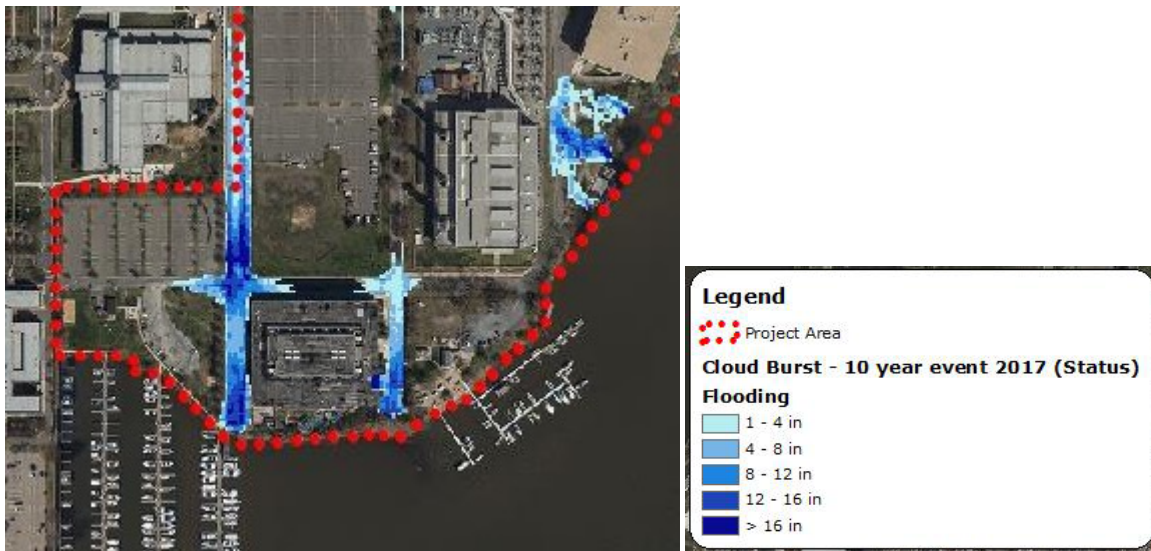 Legend
Project Area
Cloud Burst - 10 year event 2017 (Status)
Flooding
1 - 4 in
4 - 8 in
8 - 12 in
12 - 16 in
> 16 in